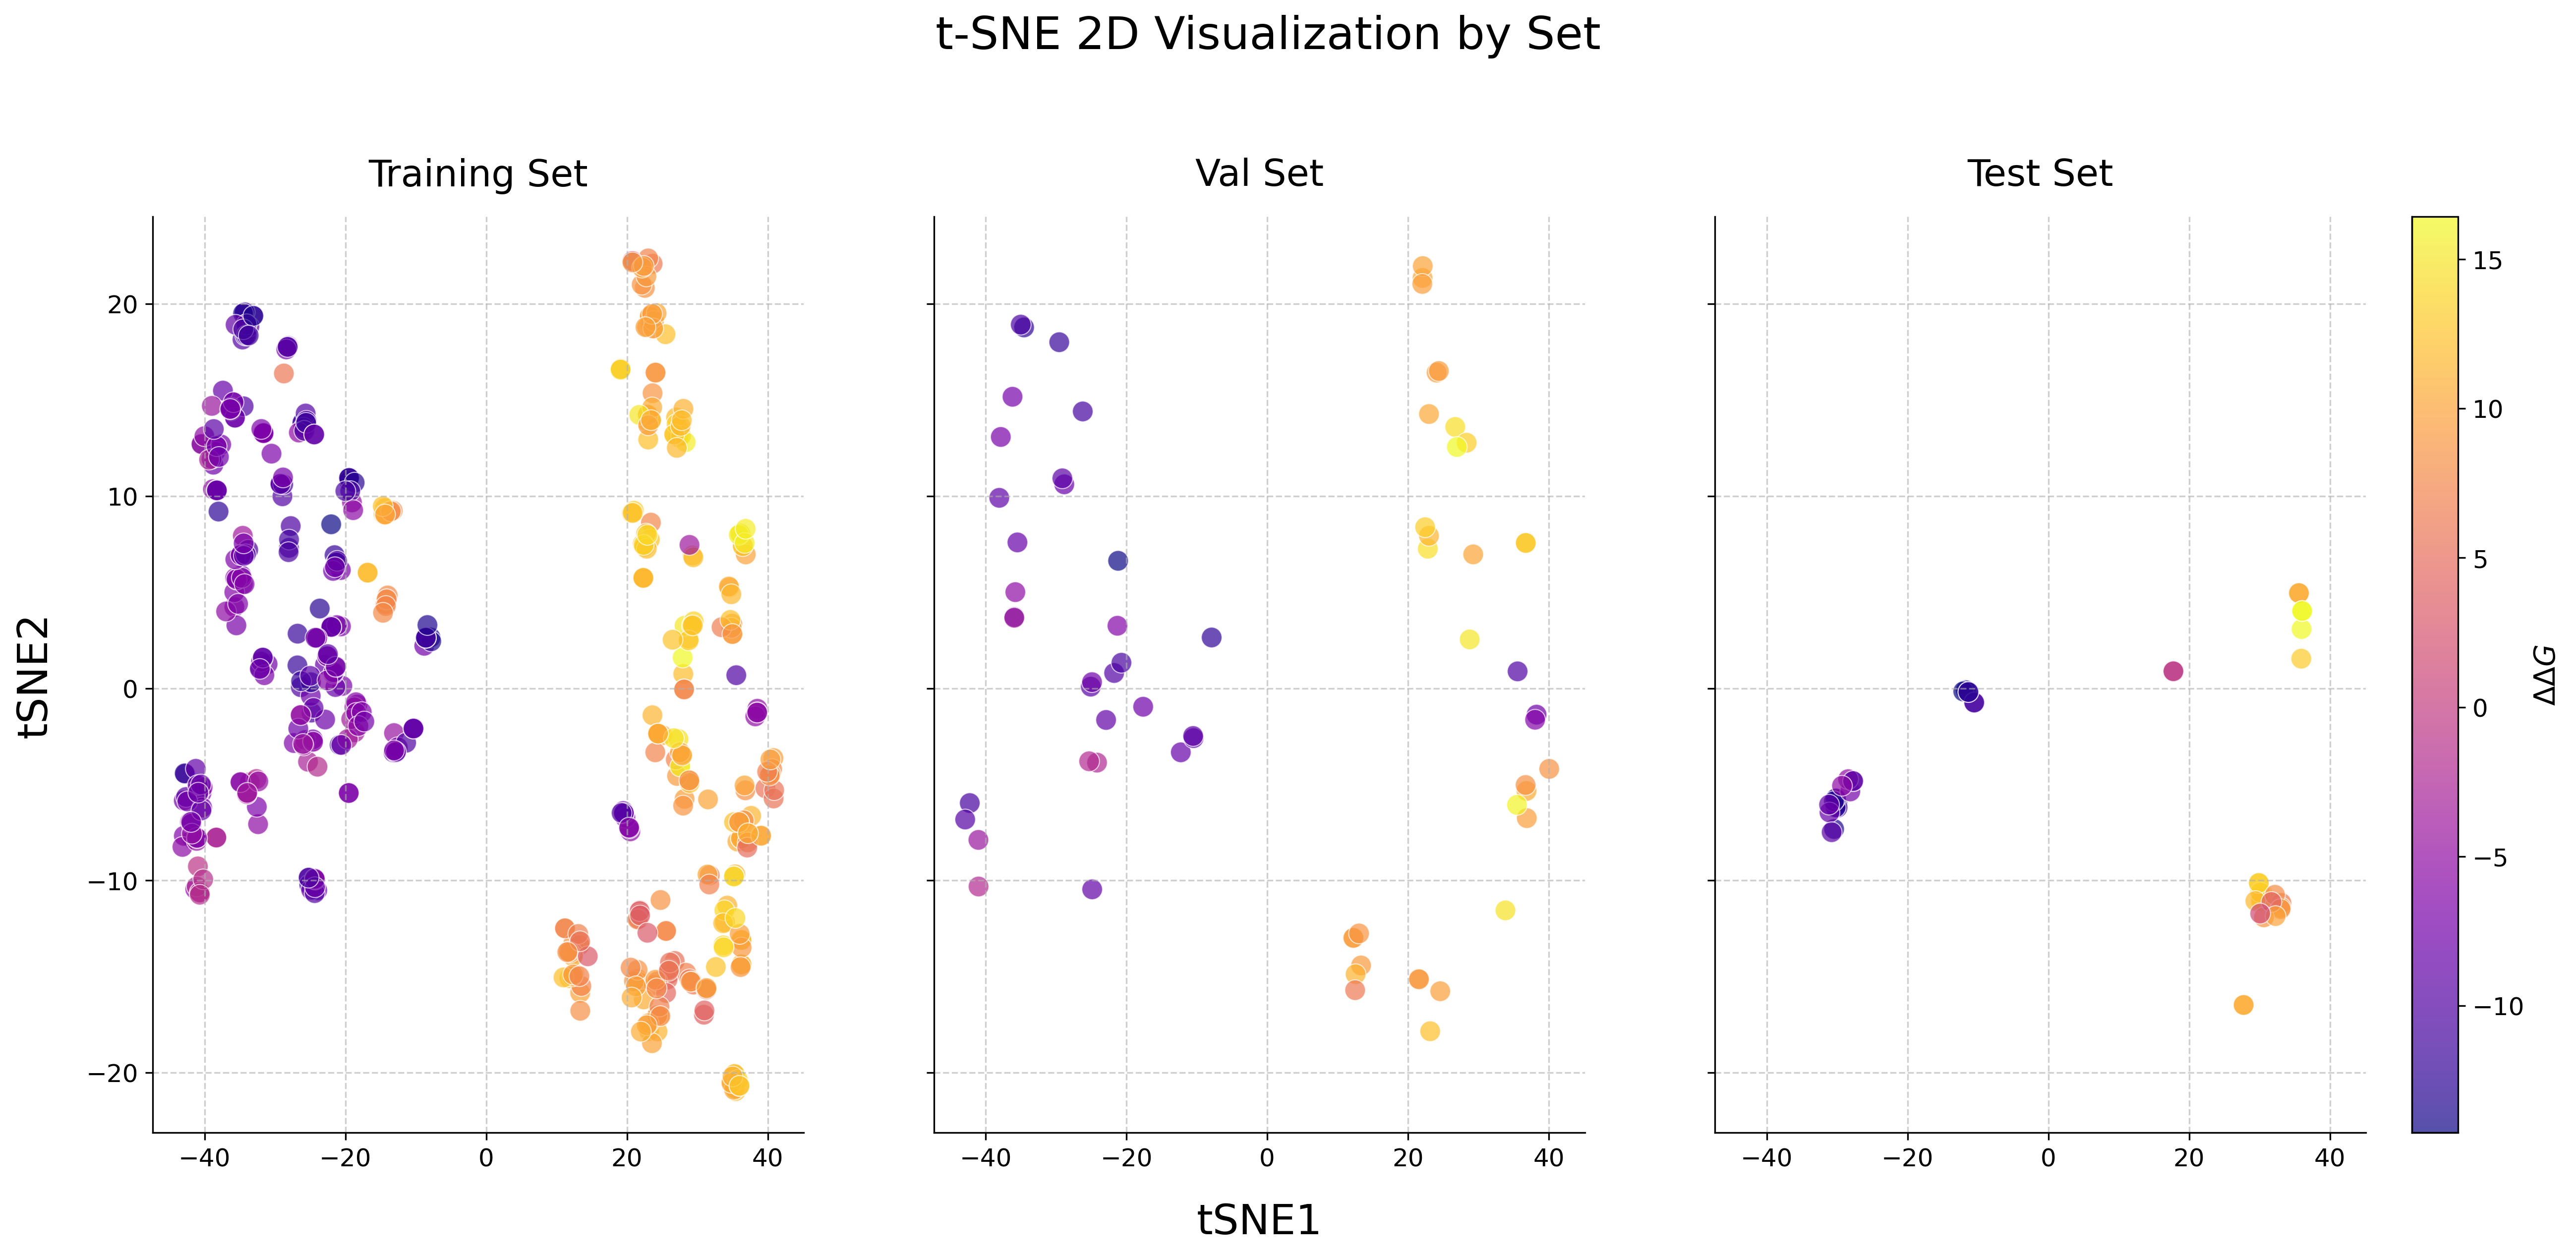 t-SNE 2D Visualization by Set
Training Set
Val Set
Test Set
tSNE2
20
10
0
−10
−20
−40 −20 0 20 40
−40 −20 0 20 40
−40 −20 0 20 40
tSNE1
15
10
5
0
−5
−10
ΔΔG